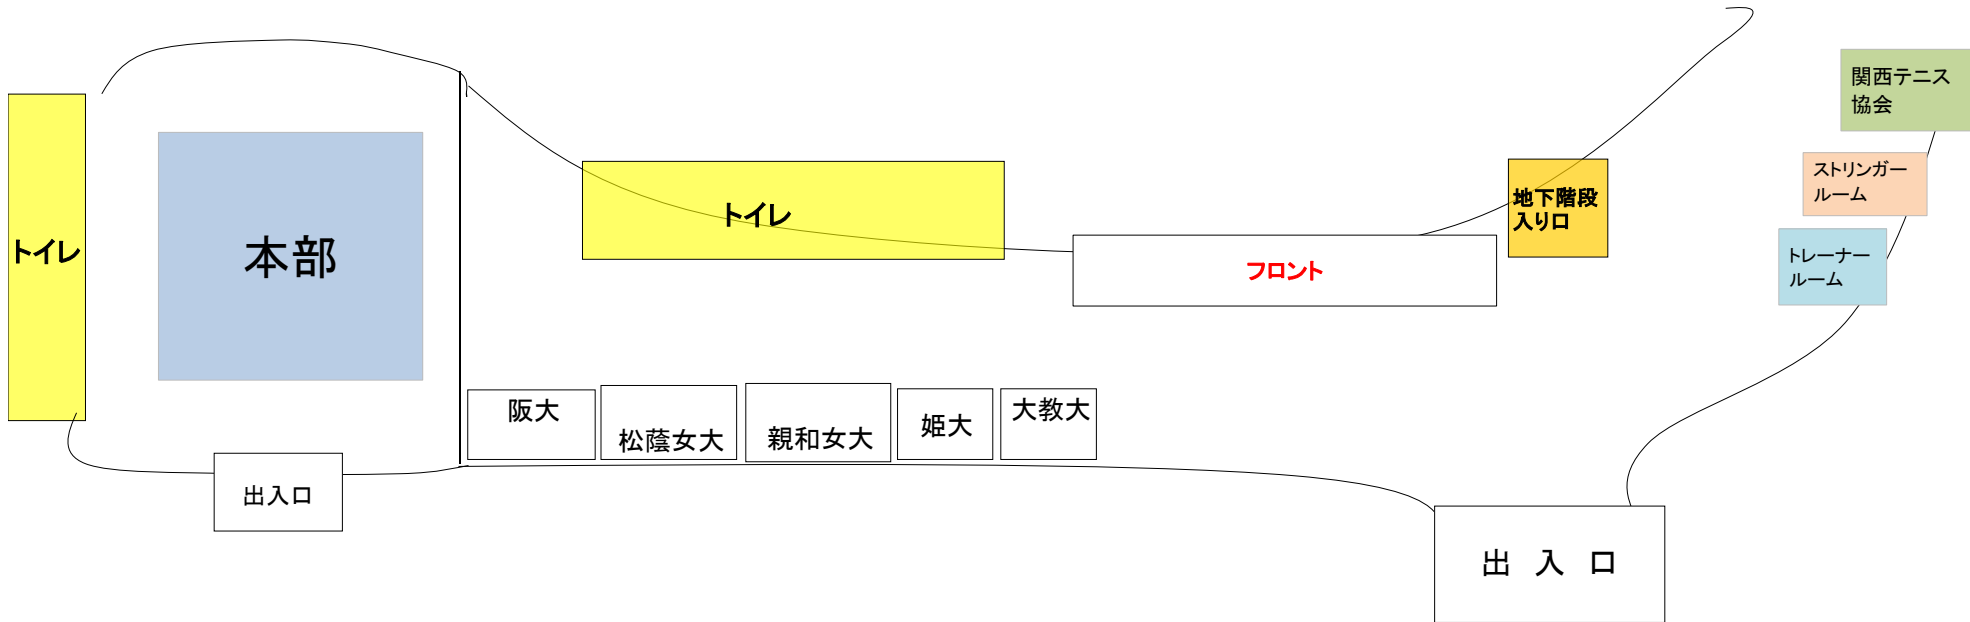 関西テニス
協会
ストリンガー
ルーム
地下階段
入り口
トイレ
トイレ
本部
フロント
トレーナー
ルーム
阪大
松蔭女大
親和女大
姫大
大教大
出入口
出 入 口